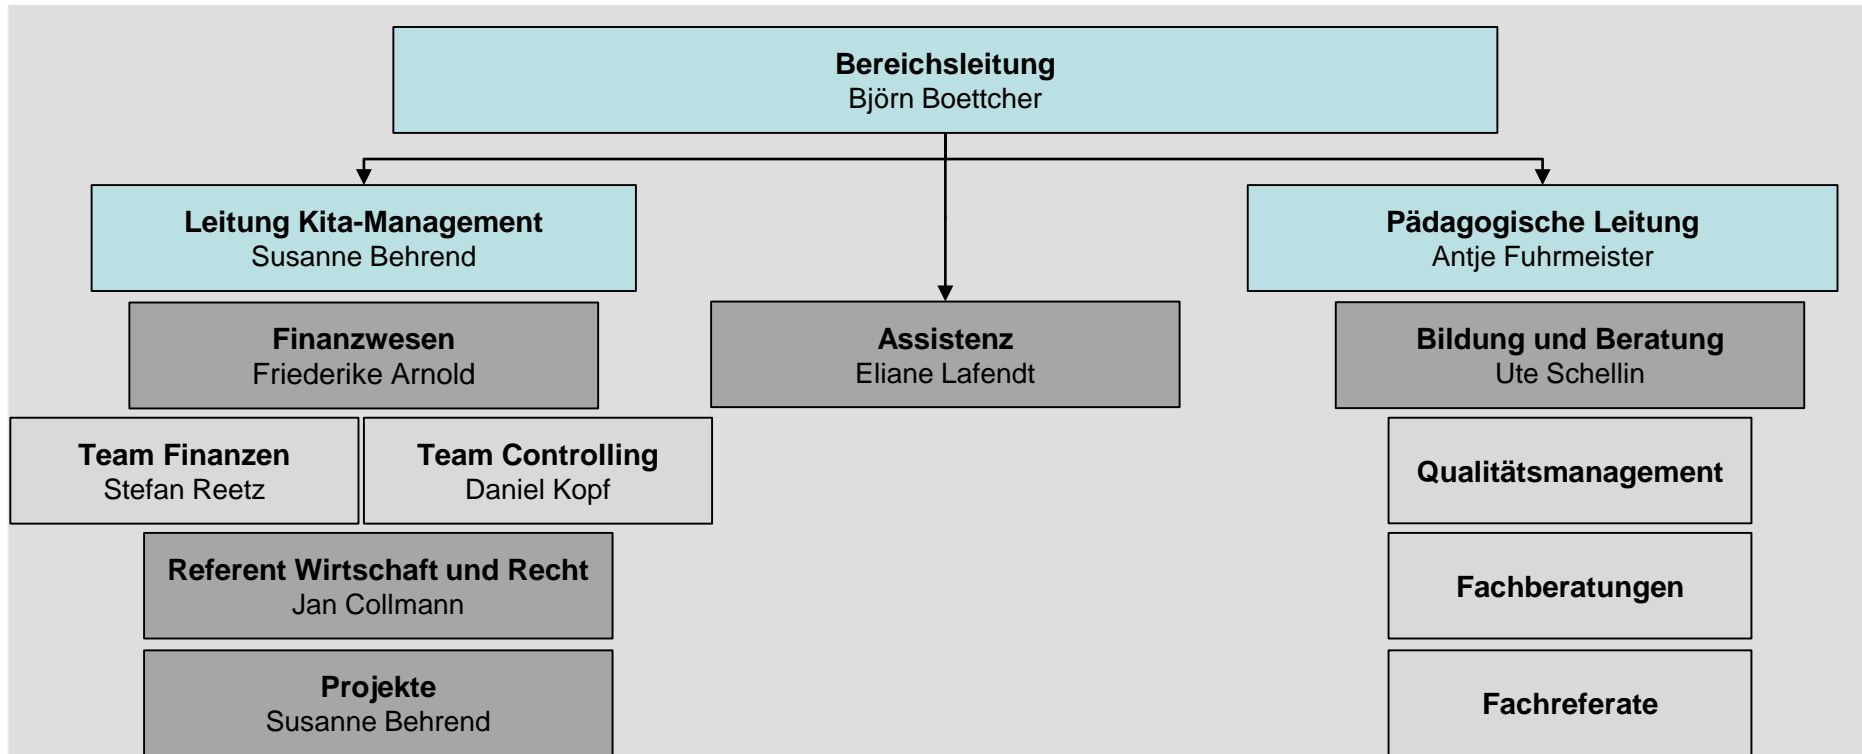 Bereichsleitung
Björn Boettcher
Leitung Kita-Management
Susanne Behrend
Pädagogische Leitung
Antje Fuhrmeister
Finanzwesen
Friederike Arnold
Assistenz
Eliane Lafendt
Bildung und Beratung
Ute Schellin
Team Finanzen
Stefan Reetz
Team Controlling
Daniel Kopf
Qualitätsmanagement
Referent Wirtschaft und Recht
Jan Collmann
Fachberatungen
Projekte
Susanne Behrend
Fachreferate